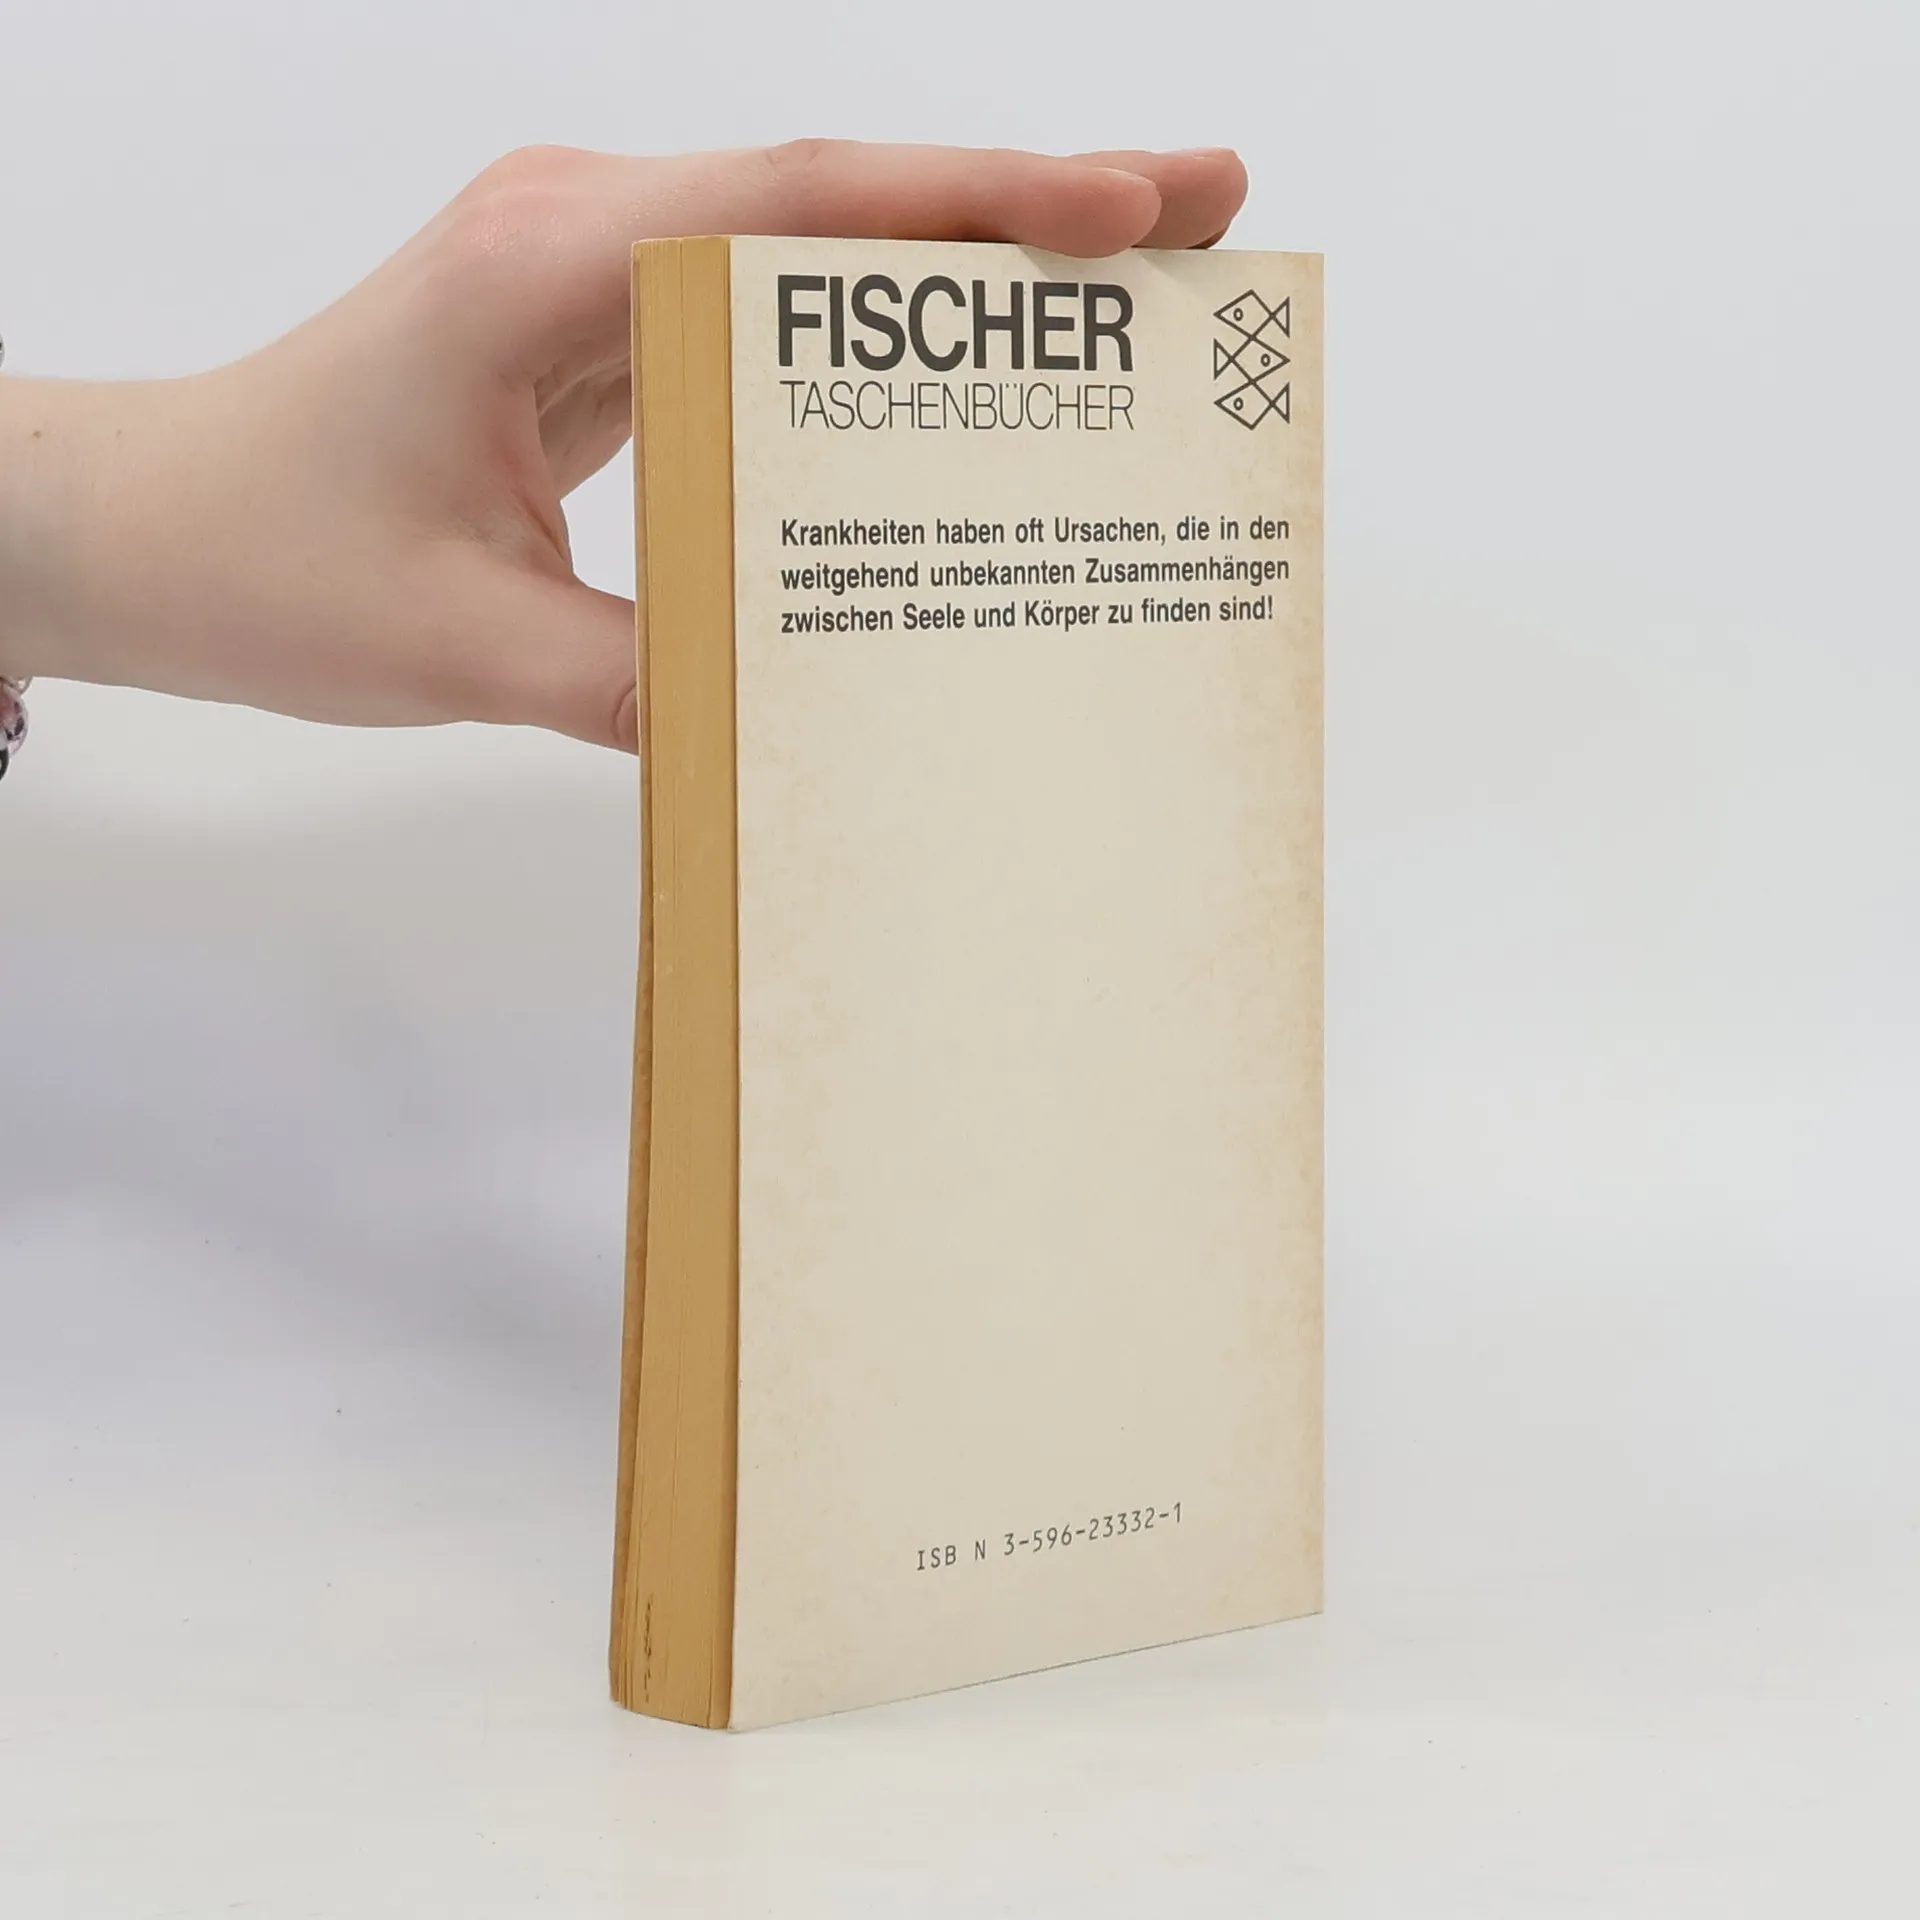 FISCHER
TASCHENBÜCHER
Krankheiten haben oft Ursachen, die in den
weitgehend unbekannten Zusammenhängen
zwischen Seele und Körper zu finden sind!
ISB N 3-596-23332-1